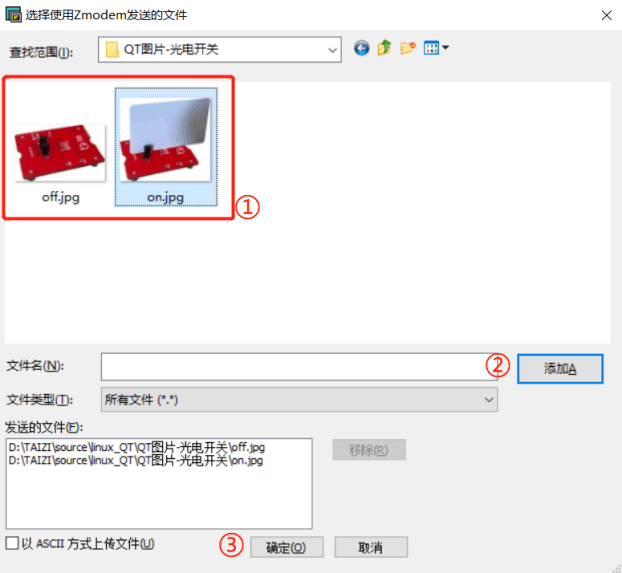 选择使用Zmodem发送的文件
查找范围(I):
QT图片-光电开关
off.jpg
on.jpg
①
文件名(N):
②
添加A
文件类型(T):
所有文件 (*.*)
发送的文件(F):
D:\TAIZI\source\linux_QT\QT图片-光电开关\off.jpg
D:\TAIZI\source\linux_QT\QT图片-光电开关\on.jpg
移除(R)
以 ASCII 方式上传文件(U)
③
确定(O)
取消